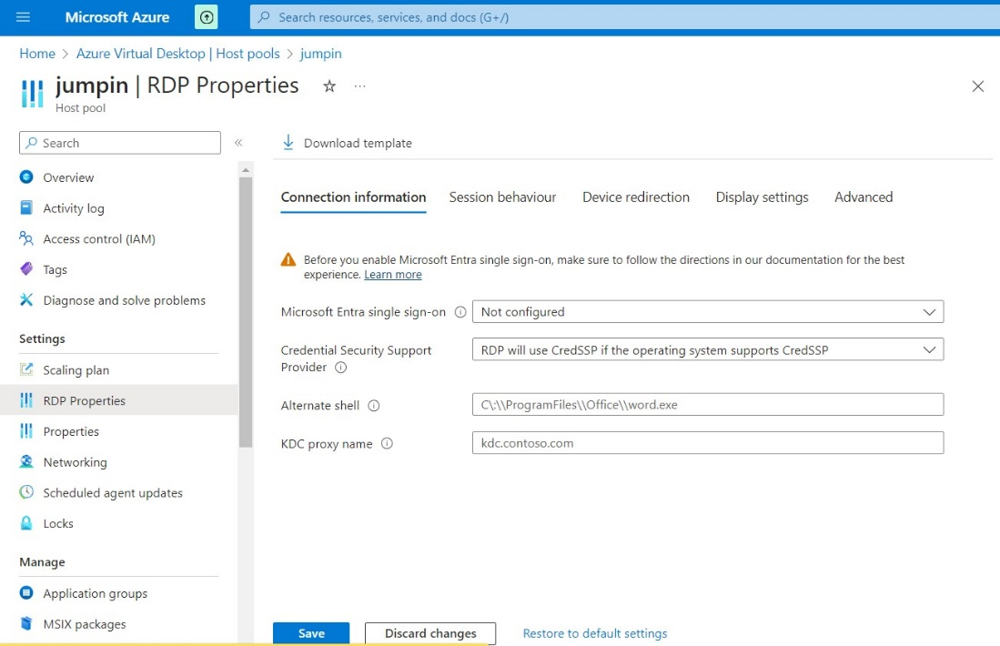 Microsoft Azure
Search resources, services, and docs (G+/)
Home > Azure Virtual Desktop | Host pools > jumpin
jumpin | RDP Properties
Host pool
Search
Overview
Activity log
Access control (IAM)
Tags
Diagnose and solve problems
Settings
Scaling plan
RDP Properties
Properties
Networking
Scheduled agent updates
Locks
Manage
Application groups
MSIX packages
Download template
Connection information
Session behaviour
Device redirection
Display settings
Advanced
Before you enable Microsoft Entra single sign-on, make sure to follow the directions in our documentation for the best
experience. Learn more
Microsoft Entra single sign-on
Not configured
Credential Security Support
Provider
RDP will use CredSSP if the operating system supports CredSSP
Alternate shell
C\:\\ProgramFiles\\Office\\word.exe
KDC proxy name
kdc.contoso.com
Save
Discard changes
Restore to default settings